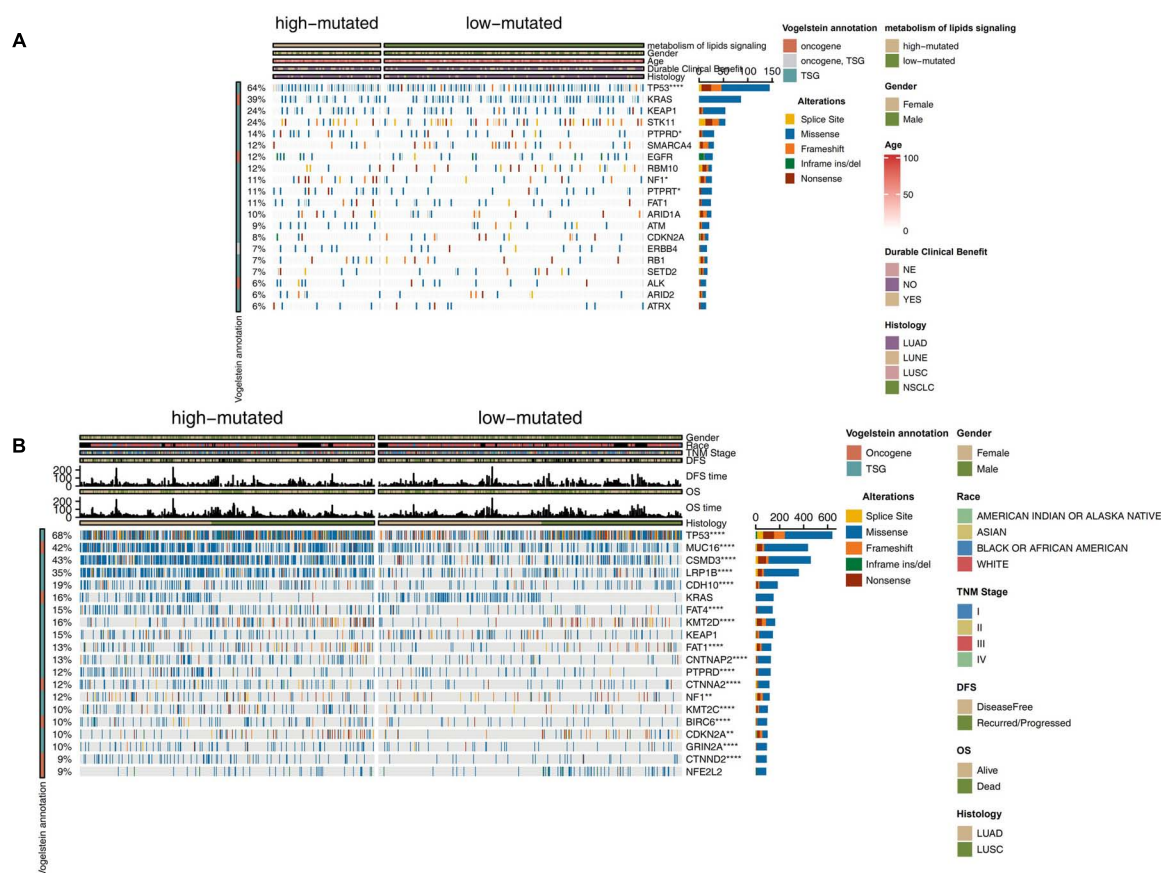 A
high-mutated
low-mutated
metabolism of lipids signaling
Gender
Age
Durable Clinical Benefit
Histology
0 50 100 150
64% TP53****
39% KRAS
24% KEAP1
24% STK11
14% PTPRD*
12% SMARCA4
12% EGFR
12% RBM10
11% NF1*
11% PTPRT*
11% FAT1
10% ARID1A
9% ATM
8% CDKN2A
7% ERBB4
7% RB1
7% SETD2
6% ALK
6% ARID2
6% ATRX
Vogelstein annotation
Vogelstein annotation
oncogene
oncogene, TSG
TSG
Alterations
Splice Site
Missense
Frameshift
Inframe ins/del
Nonsense
metabolism of lipids signaling
high-mutated
low-mutated
Gender
Female
Male
Age
100
50
0
Durable Clinical Benefit
NE
NO
YES
Histology
LUAD
LUNE
LUSC
NSCLC
B
high-mutated
low-mutated
Gender
Race
TNM Stage
DFS
200
100
0
DFS time
OS
200
100
0
OS time
Histology
0 200 400 600
68% TP53****
42% MUC16****
43% CSMD3****
35% LRP1B****
19% CDH10****
16% KRAS
15% FAT4****
16% KMT2D****
15% KEAP1
13% FAT1****
13% CNTNAP2****
12% PTPRD****
12% CTNNA2****
12% NF1**
10% KMT2C****
10% BIRC6****
10% CDKN2A**
10% GRIN2A****
9% CTNND2****
9% NFE2L2
Vogelstein annotation
Vogelstein annotation
Oncogene
TSG
Alterations
Splice Site
Missense
Frameshift
Inframe ins/del
Nonsense
Gender
Female
Male
Race
AMERICAN INDIAN OR ALASKA NATIVE
ASIAN
BLACK OR AFRICAN AMERICAN
WHITE
TNM Stage
I
II
III
IV
DFS
DiseaseFree
Recurred/Progressed
OS
Alive
Dead
Histology
LUAD
LUSC